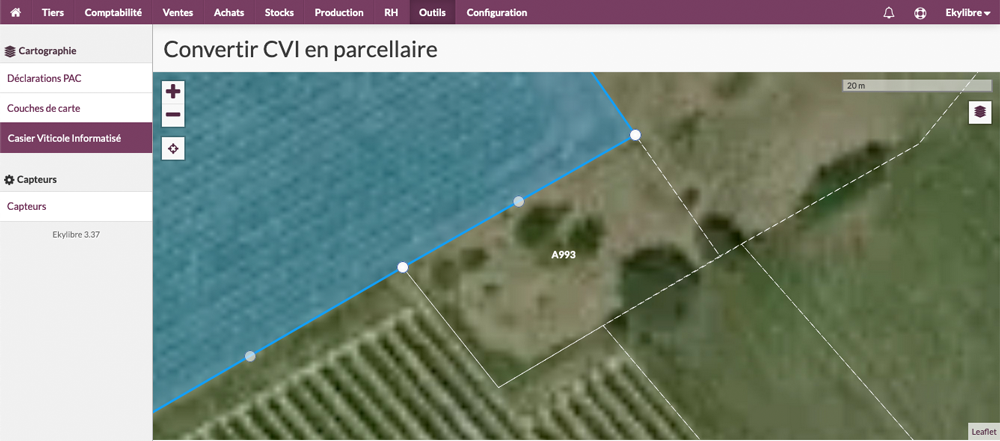 Tiers Comptabilité Ventes Achats Stocks Production RH Outils Configuration Ekylibre
Cartographie
Déclarations PAC
Couches de carte
Casier Viticole Informatisé
Capteurs
Capteurs
Ekylibre 3.37
Convertir CVI en parcellaire
20 m
A993
Leaflet